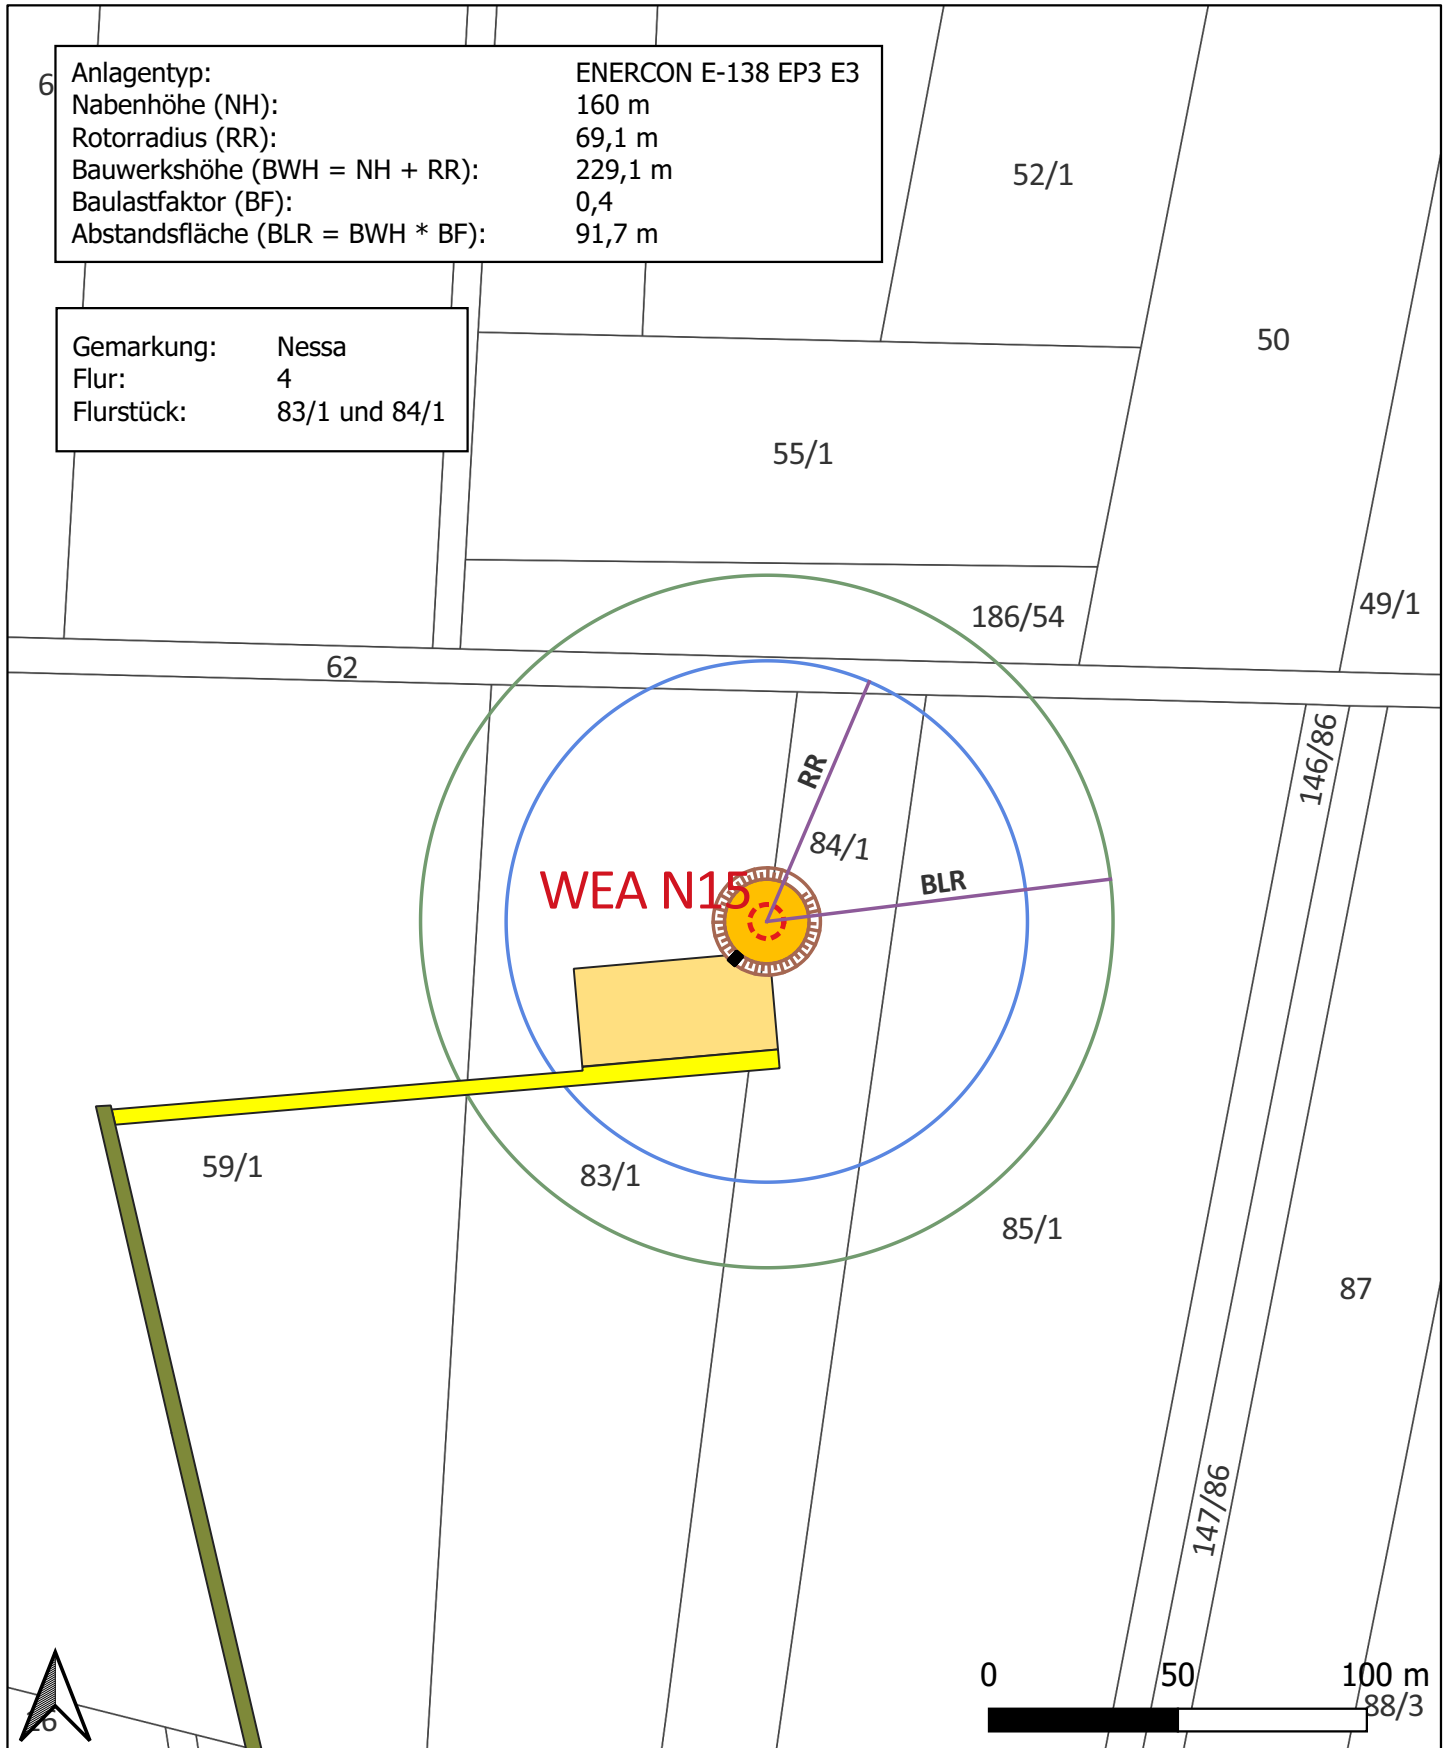 Anlagentyp: ENERCON E-138 EP3 E3
Nabenhöhe (NH): 160 m
Rotorradius (RR): 69,1 m
Bauwerkshöhe (BWH = NH + RR): 229,1 m
Baulastfaktor (BF): 0,4
Abstandsfläche (BLR = BWH * BF): 91,7 m
Gemarkung: Nessa
Flur: 4
Flurstück: 83/1 und 84/1
52/1
50
55/1
186/54
49/1
62
146/86
RR
84/1
BLR
WEA N15
59/1
83/1
85/1
87
147/86
0 50 100 m
88/3